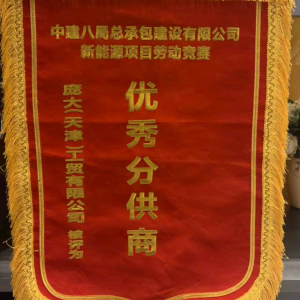 中建八局总承包建设有限公司
新能源项目劳动竞赛
庞大(天津)工贸有限公司 被评为
优秀分供商